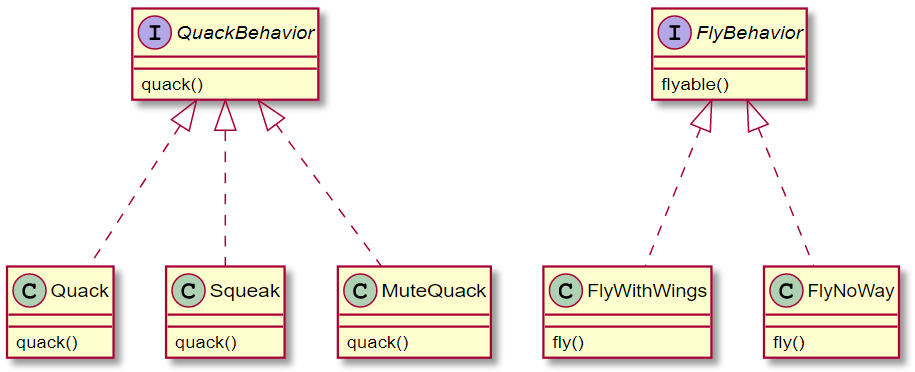 I QuackBehavior
quack()
I FlyBehavior
flyable()
C Quack
quack()
C Squeak
quack()
C MuteQuack
quack()
C FlyWithWings
fly()
C FlyNoWay
fly()